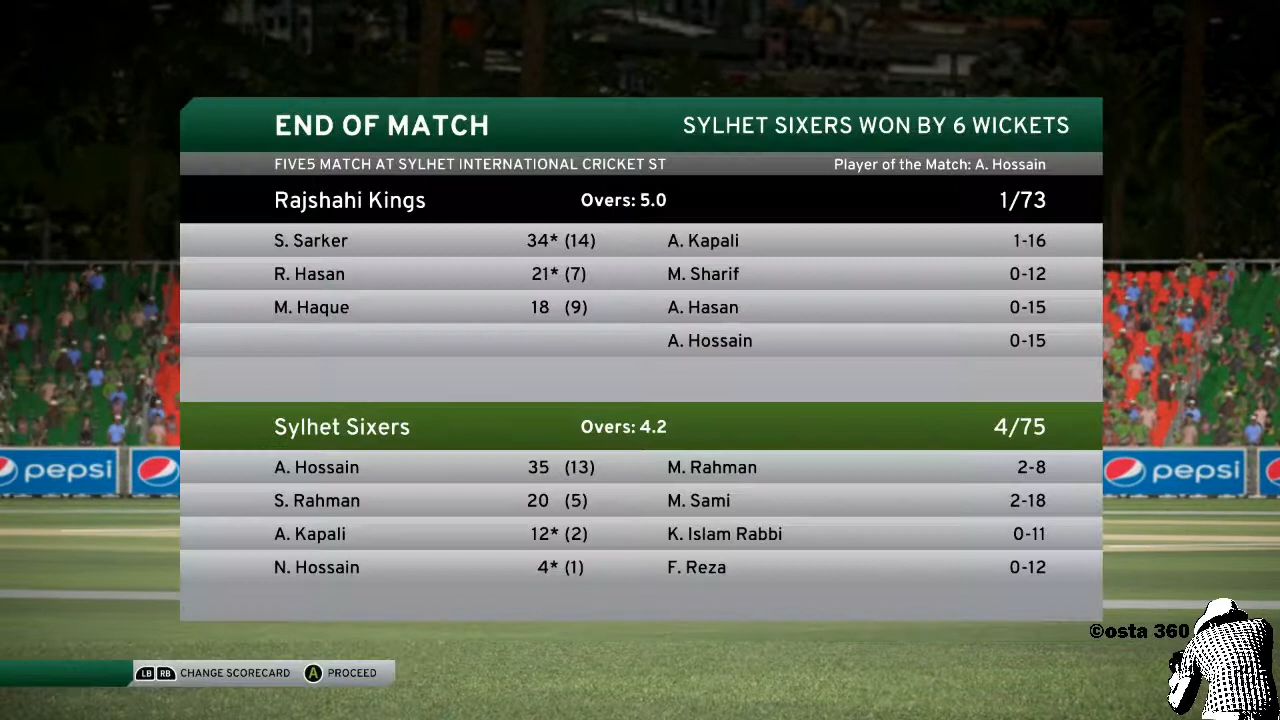 END OF MATCH SYLHET SIXERS WON BY 6 WICKETS
FIVE5 MATCH AT SYLHET INTERNATIONAL CRICKET ST Player of the Match: A. Hossain
Rajshahi Kings Overs: 5.0 1/73
S. Sarker 34* (14) A. Kapali 1-16
R. Hasan 21* (7) M. Sharif 0-12
M. Haque 18 (9) A. Hasan 0-15
A. Hossain 0-15
Sylhet Sixers Overs: 4.2 4/75
A. Hossain 35 (13) M. Rahman 2-8
S. Rahman 20 (5) M. Sami 2-18
A. Kapali 12* (2) K. Islam Rabbi 0-11
N. Hossain 4* (1) F. Reza 0-12
pepsi pepsi
©osta 360
LB RB CHANGE SCORECARD A PROCEED